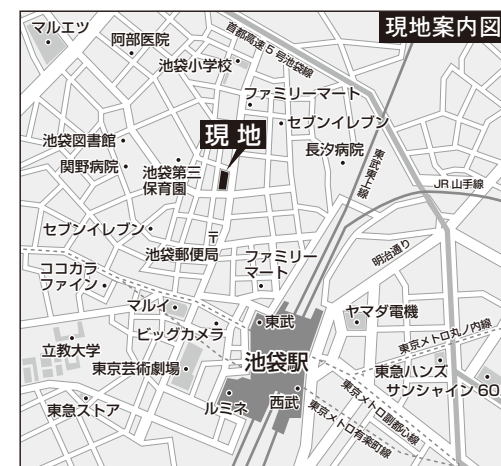 現地案内図
マルエツ
阿部医院
首都高速5号池袋線
池袋小学校
ファミリーマート
セブンイレブン
池袋図書館
現地
長汐病院
関野病院
池袋第三
保育園
東武東上線
JR山手線
セブンイレブン
〒
池袋郵便局
ファミリー
マート
明治通り
ココカラ
ファイン
マルイ
東武
ヤマダ電機
ビッグカメラ
東京メトロ丸ノ内線
立教大学
池袋駅
東京芸術劇場
東急ハンズ
サンシャイン60
東急ストア
ルミネ
西武
東京メトロ副都心線
東京メトロ有楽町線